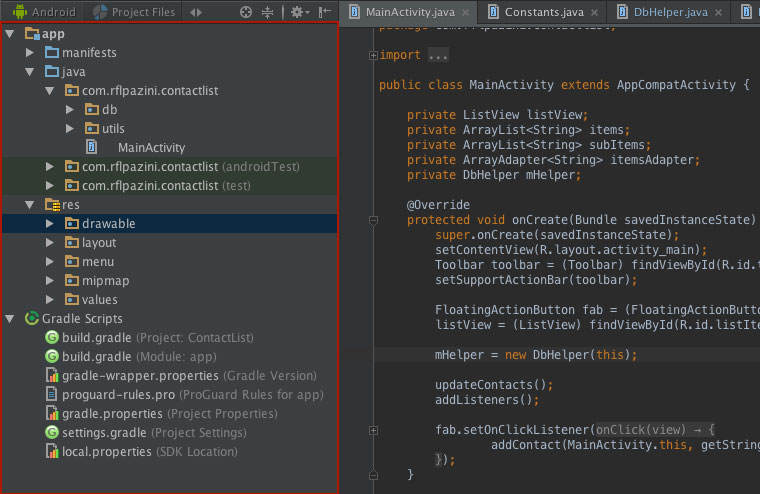 Android Project Files
app
manifests
java
com.rflpazini.contactlist
db
utils
MainActivity
com.rflpazini.contactlist (androidTest)
com.rflpazini.contactlist (test)
res
drawable
layout
menu
mipmap
values
Gradle Scripts
build.gradle (Project: ContactList)
build.gradle (Module: app)
gradle-wrapper.properties (Gradle Version)
proguard-rules.pro (ProGuard Rules for app)
gradle.properties (Project Properties)
settings.gradle (Project Settings)
local.properties (SDK Location)
MainActivity.java Constants.java DbHelper.java
import ...
public class MainActivity extends AppCompatActivity {
private ListView listView;
private ArrayList<String> items;
private ArrayList<String> subItems;
private ArrayAdapter<String> itemsAdapter;
private DbHelper mHelper;
@Override
protected void onCreate(Bundle savedInstanceState)
super.onCreate(savedInstanceState);
setContentView(R.layout.activity_main);
Toolbar toolbar = (Toolbar) findViewById(R.id.t
setSupportActionBar(toolbar);
FloatingActionButton fab = (FloatingActionButto
listView = (ListView) findViewById(R.id.listIte
mHelper = new DbHelper(this);
updateContacts();
addListeners();
fab.setOnClickListener(onClick(view) → {
addContact(MainActivity.this, getString
});
}